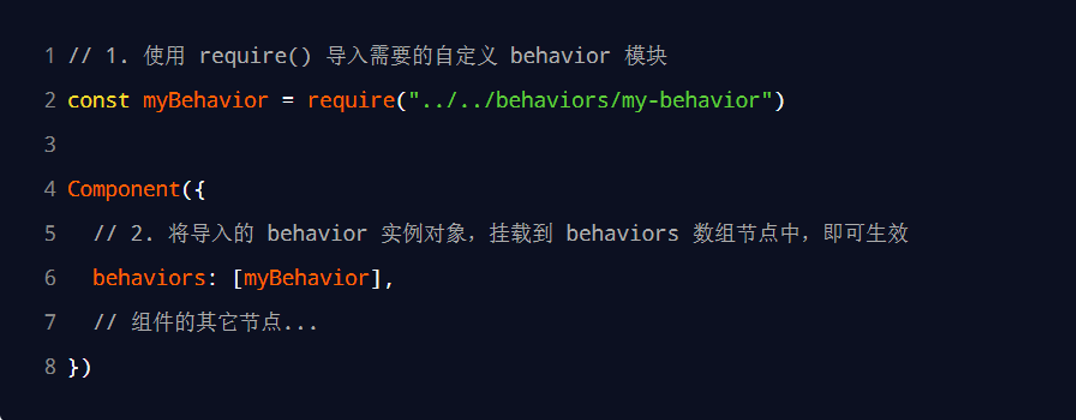 1 // 1. 使用 require() 导入需要的自定义 behavior 模块
2 const myBehavior = require("../../behaviors/my-behavior")
3
4 Component({
5   // 2. 将导入的 behavior 实例对象，挂载到 behaviors 数组节点中，即可生效
6   behaviors: [myBehavior],
7   // 组件的其它节点...
8 })